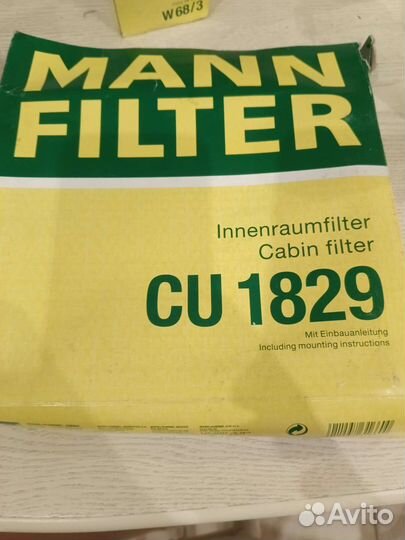 W 68/3
MANN
FILTER
Innenraumfilter
Cabin filter
CU 1829
Mit Einbauanleitung
Including mounting instructions
Avito